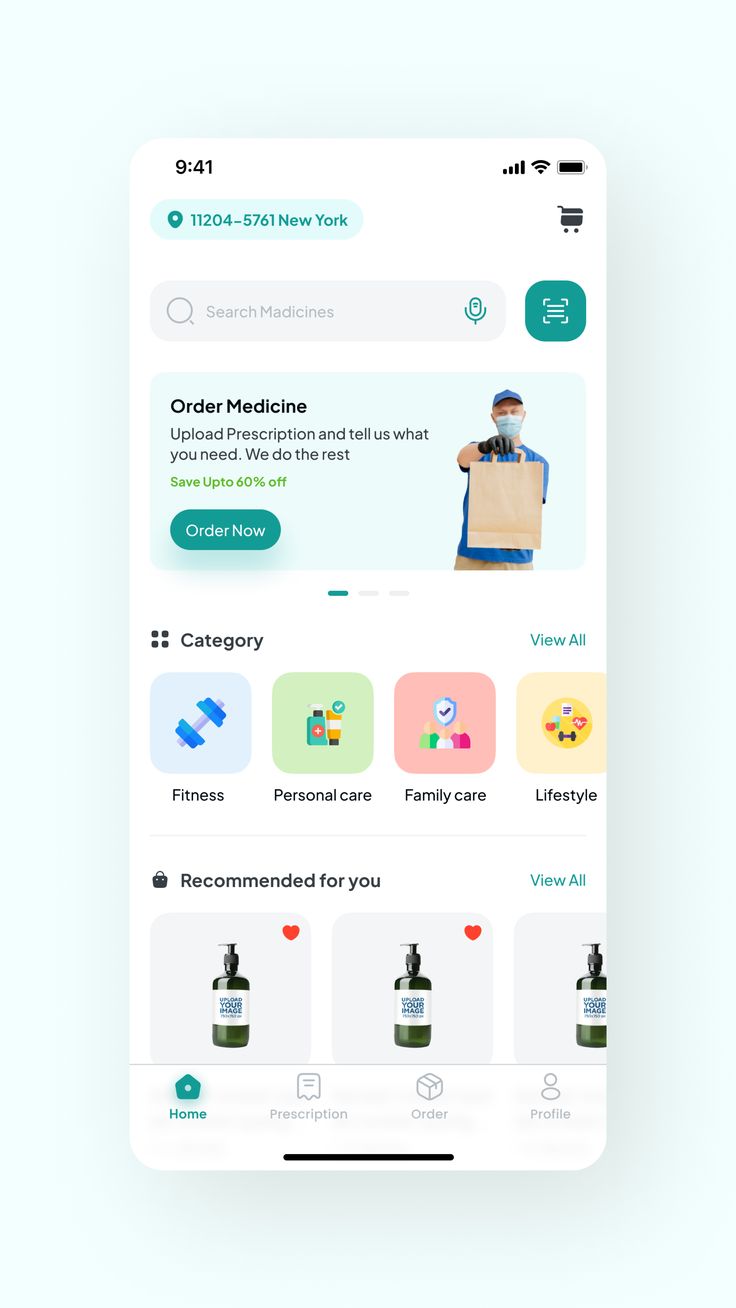 9:41
11204-5761 New York
Search Madicines
Order Medicine
Upload Prescription and tell us what
you need. We do the rest
Save Upto 60% off
Order Now
Category
View All
Fitness
Personal care
Family care
Lifestyle
Recommended for you
View All
UPLOAD
YOUR
IMAGE
UPLOAD
YOUR
IMAGE
UPLOAD
YOUR
IMAGE
Home
Prescription
Order
Profile